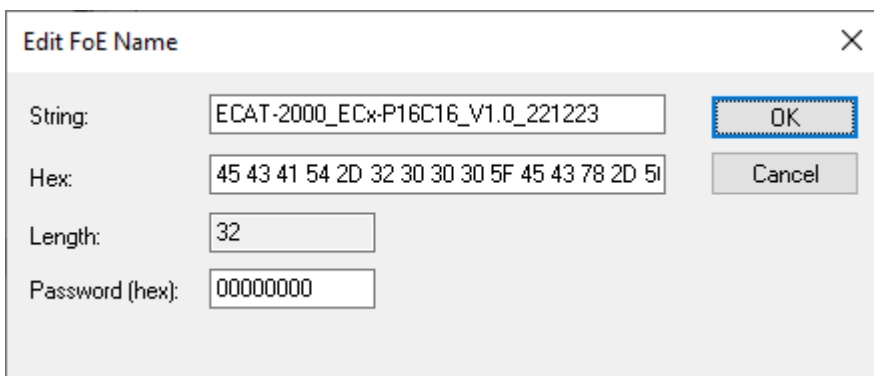 Edit FoE Name
String: ECAT-2000_ECx-P16C16_V1.0_221223 OK
Hex: 45 43 41 54 2D 32 30 30 30 5F 45 43 78 2D Cancel
Length: 32
Password (hex): 00000000